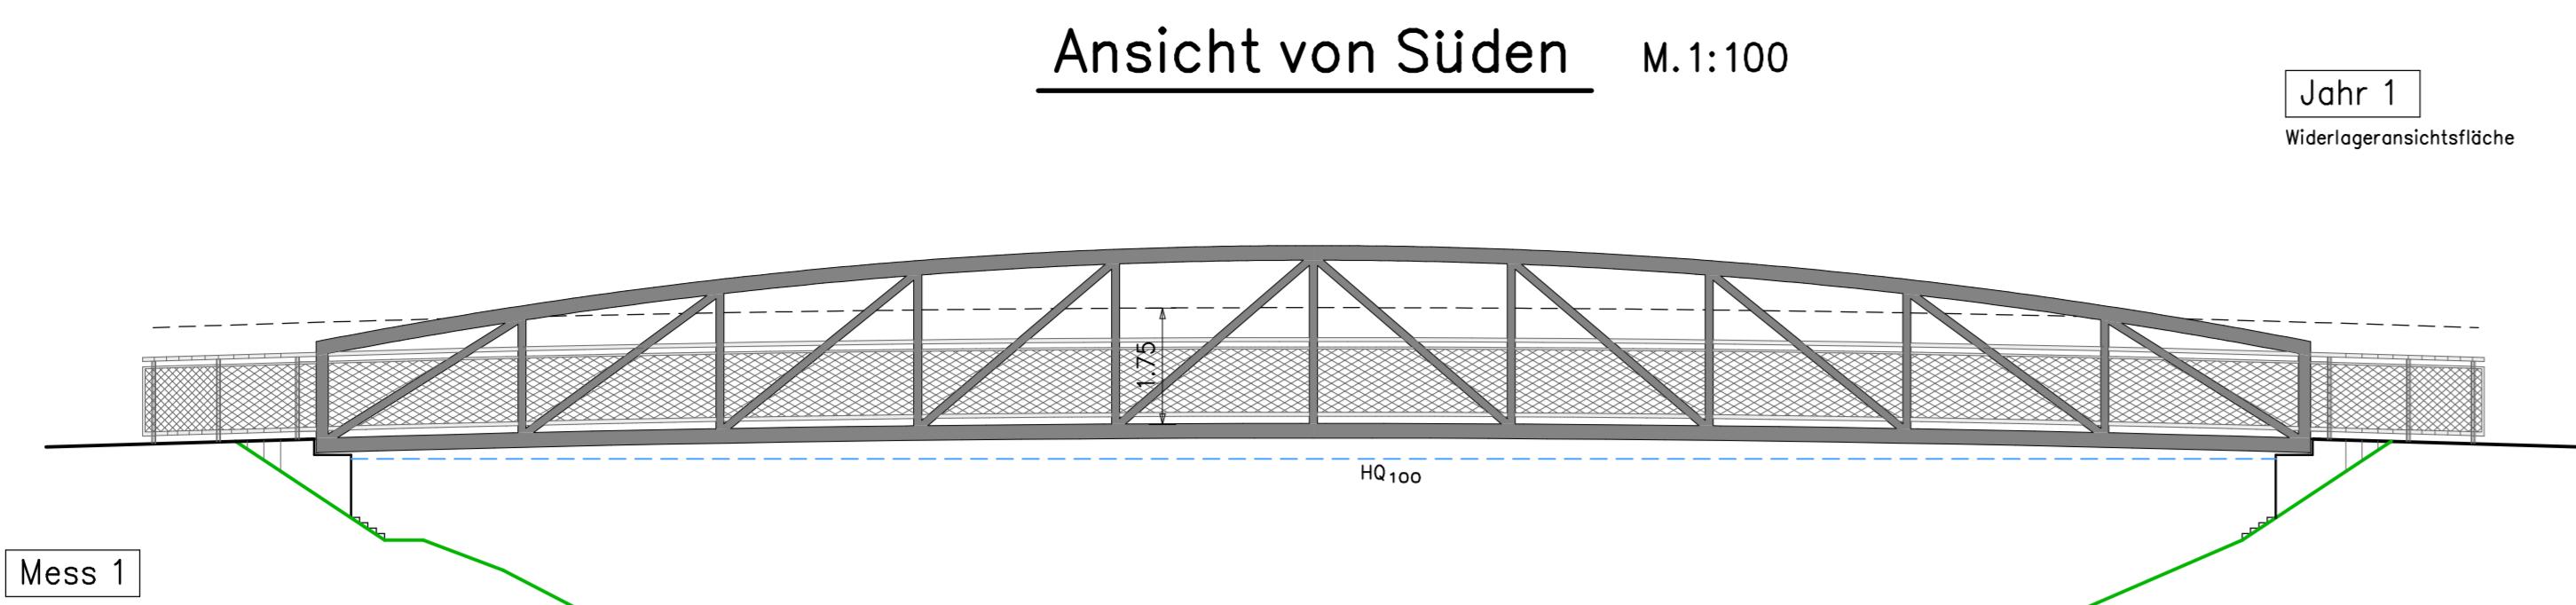 Ansicht von Süden M.1:100
Jahr 1
Widerlageransichtsfläche
1.75
HQ100
Mess 1